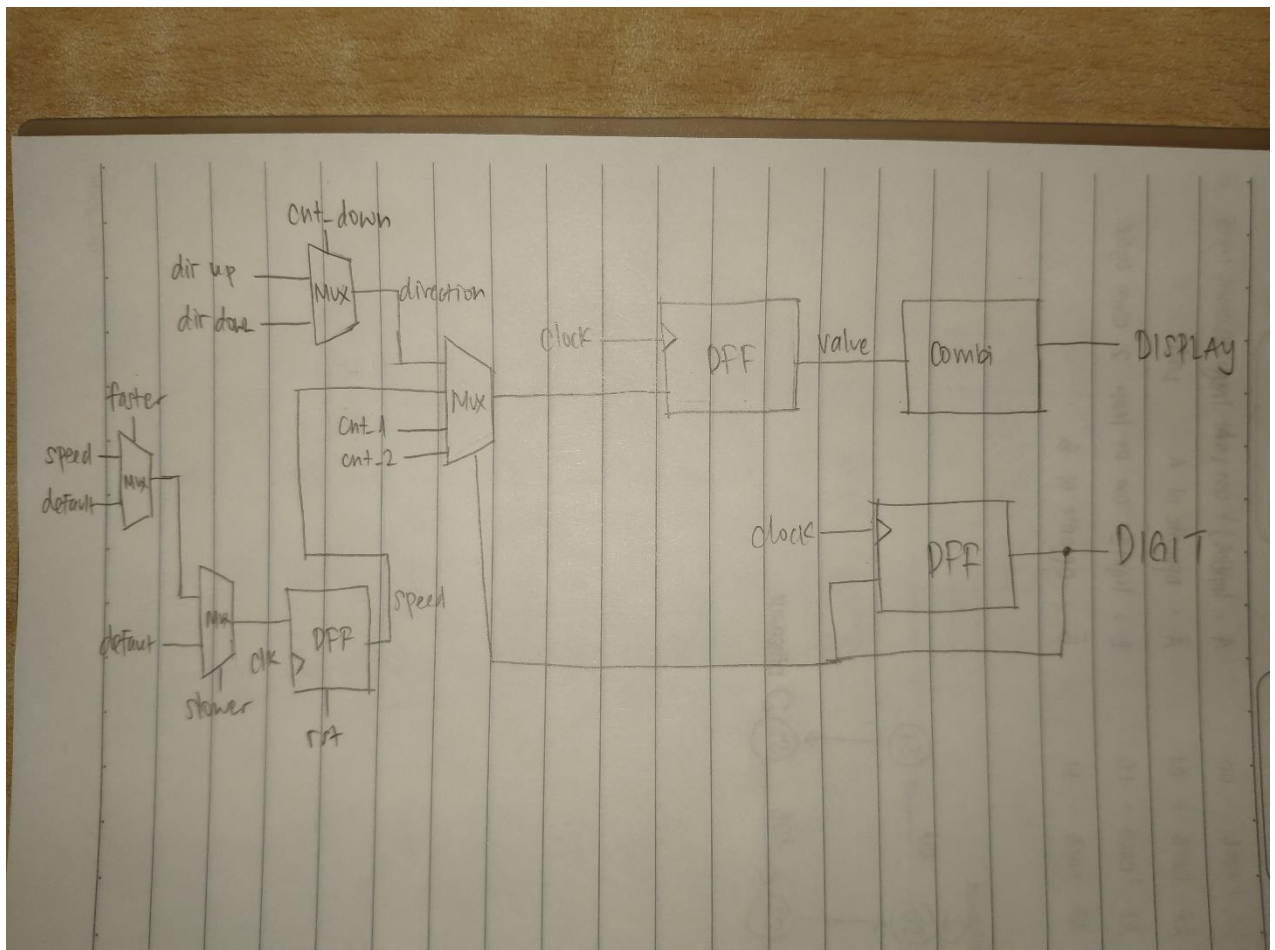 cnt_down
dir up
MUX
direction
dir down
clock
DFF
value
Combi
DISPLAY
MUX
faster
cnt_1
cnt_2
speed
MUX
default
clock
DFF
DIGIT
MUX
DFF
speed
defaut
clk
slower
rst